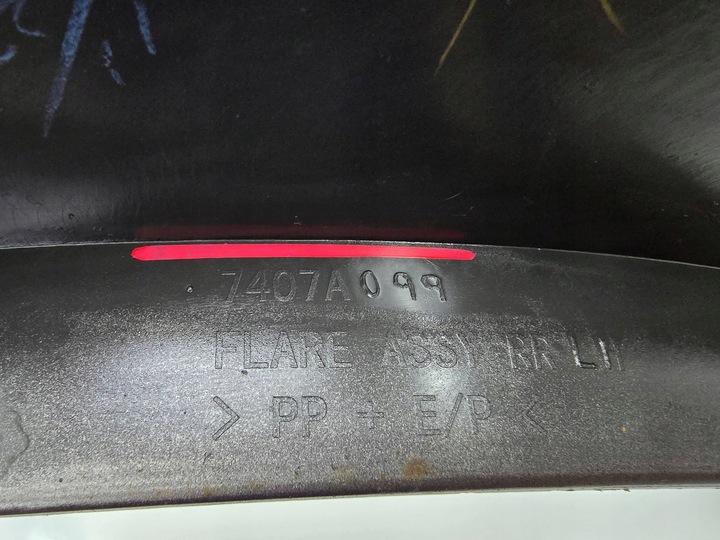 7407A099
FLARE ASSY RR LH
> PP + E/P <